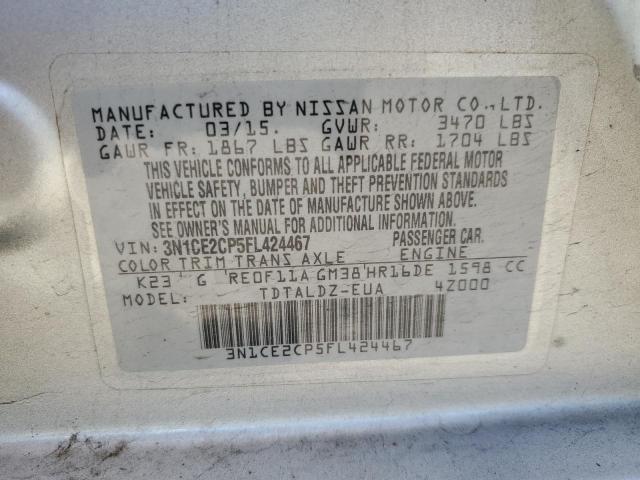 MANUFACTURED BY NISSAN MOTOR CO., LTD.
DATE: 03/15. GVWR: 3470 LBS
GAWR FR: 1867 LBS GAWR RR: 1704 LBS
THIS VEHICLE CONFORMS TO ALL APPLICABLE FEDERAL MOTOR
VEHICLE SAFETY, BUMPER AND THEFT PREVENTION STANDARDS
IN EFFECT ON THE DATE OF MANUFACTURE SHOWN ABOVE.
SEE OWNER'S MANUAL FOR ADDITIONAL INFORMATION.
VIN: 3N1CE2CP5FL424467 PASSENGER CAR.
COLOR TRIM TRANS AXLE ENGINE
K23 G RE0F11A GM38 HR16DE 1598 CC
MODEL: TDTALDZ-EUA 4Z000
3N1CE2CP5FL424467